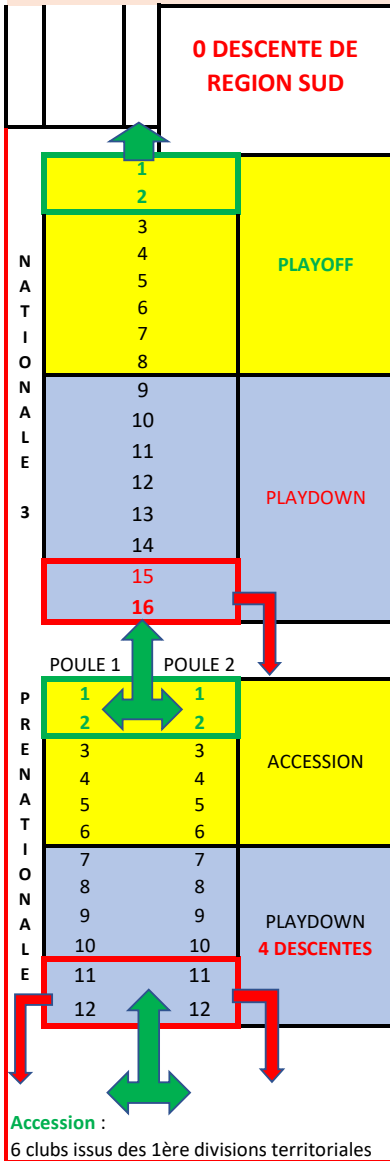 0 DESCENTE DE
REGION SUD
NATIONALE 3
1
2
3
4
5
6
7
8
PLAYOFF
9
10
11
12
13
14
15
16
PLAYDOWN
POULE 1 POULE 2
PRENATIONALE
1 1
2 2
3 3
4 4
5 5
6 6
ACCESSION
7 7
8 8
9 9
10 10
11 11
12 12
PLAYDOWN
4 DESCENTES
Accession :
6 clubs issus des 1ère divisions territoriales